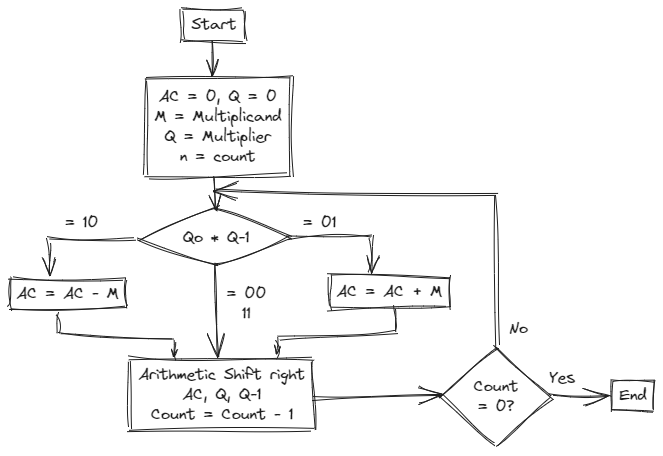 Start
AC = 0, Q = 0
M = Multiplicand
Q = Multiplier
n = count
= 10
Qo * Q-1
= 01
AC = AC - M
= 00
11
AC = AC + M
No
Arithmetic Shift right
AC, Q, Q-1
Count = Count - 1
Count
= 0?
Yes
End